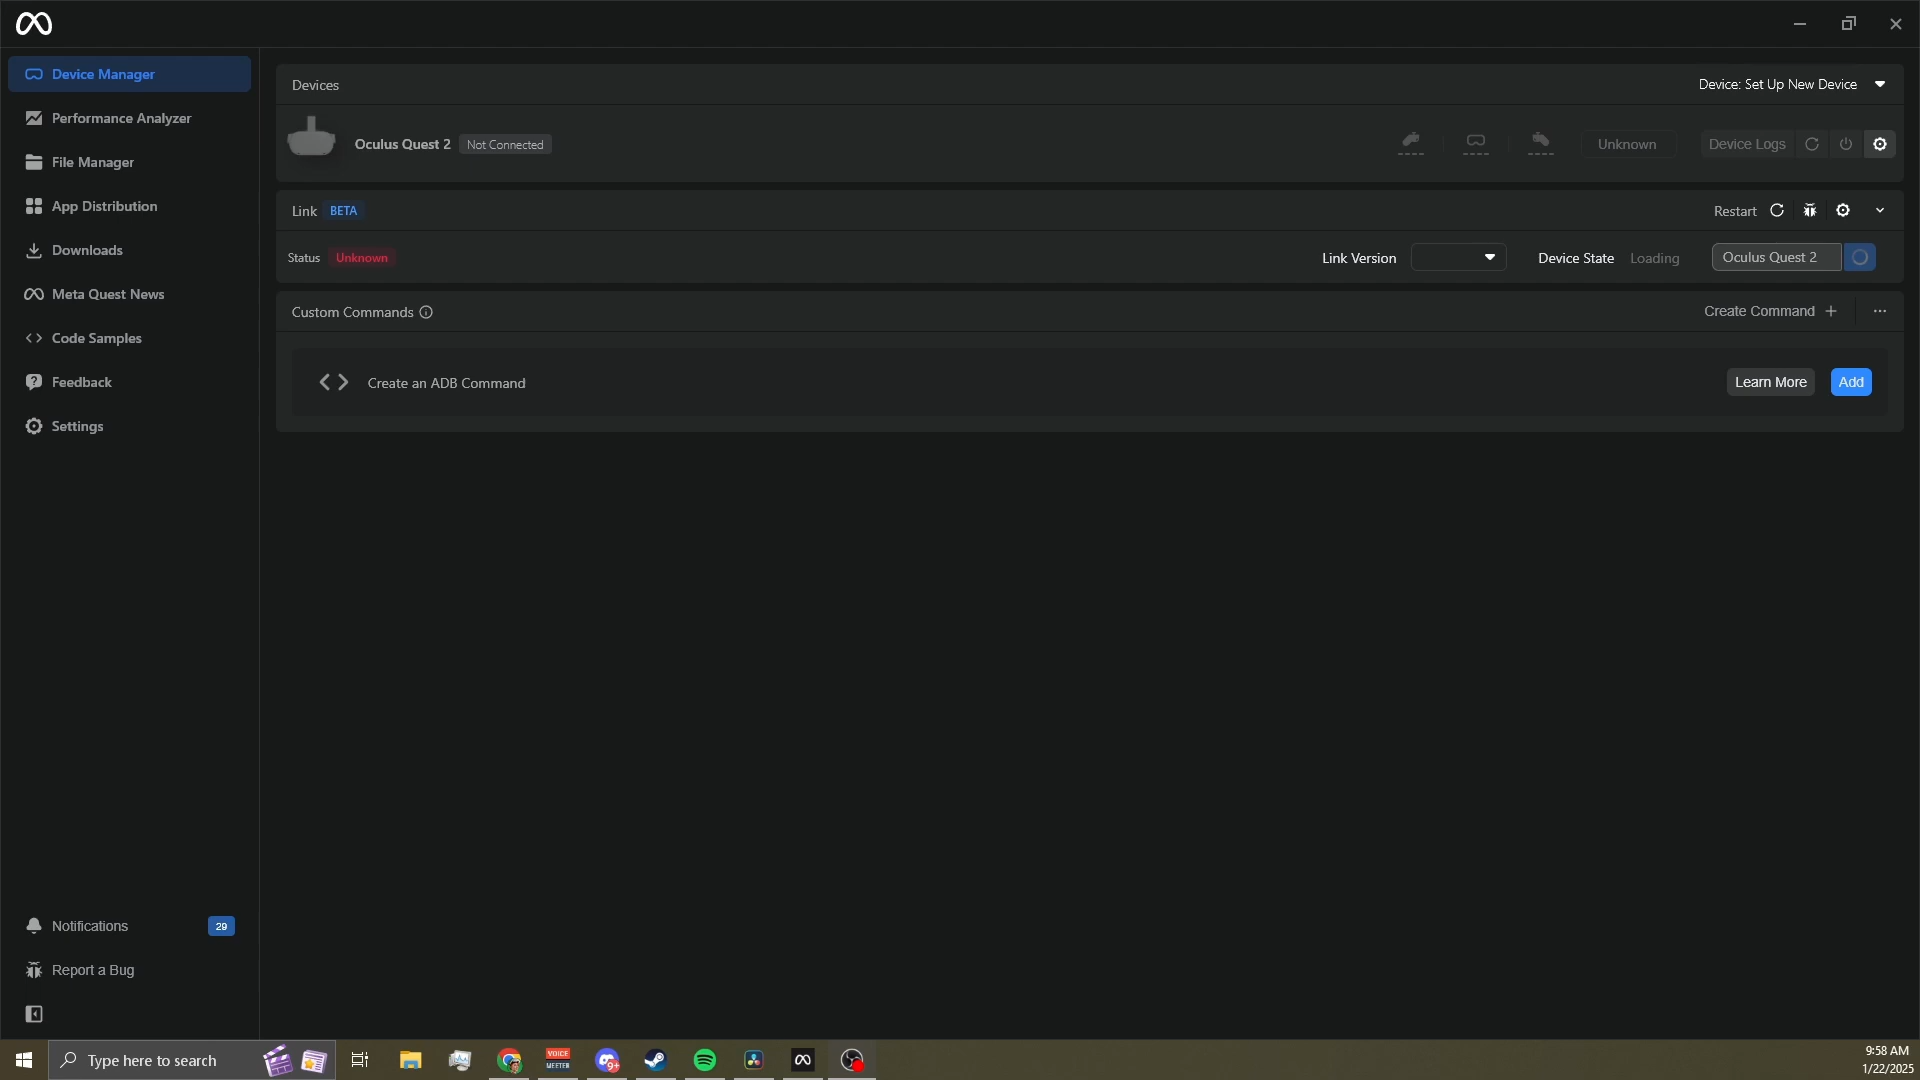 Device Manager
Performance Analyzer
File Manager
App Distribution
Downloads
Meta Quest News
Code Samples
Feedback
Settings
Devices
Device: Set Up New Device
Oculus Quest 2
Not Connected
Unknown
Device Logs
Link
BETA
Restart
Status
Unknown
Link Version
Device State
Loading
Oculus Quest 2
Custom Commands
Create Command
Create an ADB Command
Learn More
Add
Notifications
29
Report a Bug
Type here to search
VOICE
MEETER
9+
9:58 AM
1/22/2025